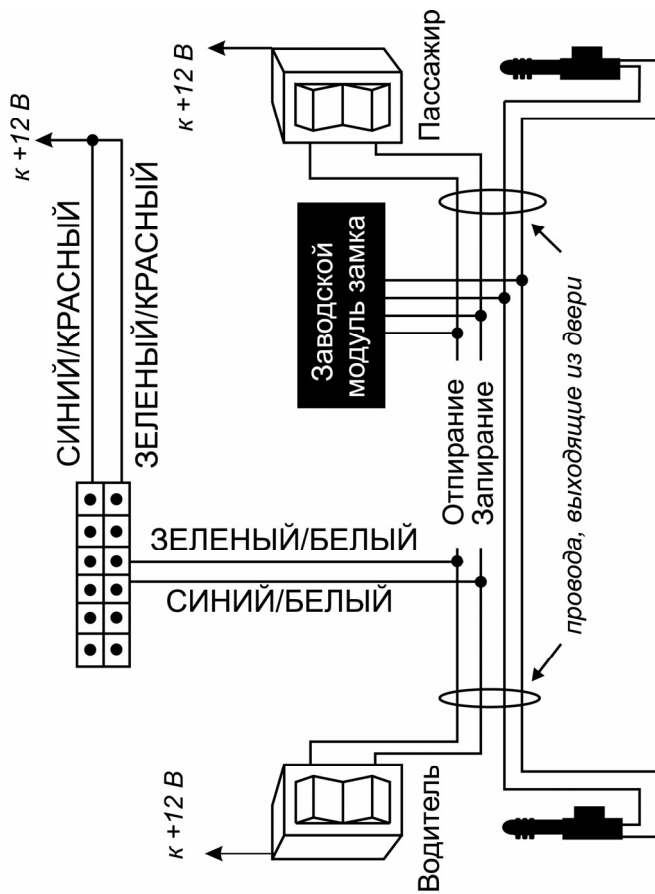 к +12 В
СИНИЙ/КРАСНЫЙ
ЗЕЛЕНЫЙ/КРАСНЫЙ
к +12 В
Пассажир
Заводской
модуль замка
ЗЕЛЕНЫЙ/БЕЛЫЙ
СИНИЙ/БЕЛЫЙ
Отпирание
Запирание
провода, выходящие из двери
к +12 В
Водитель